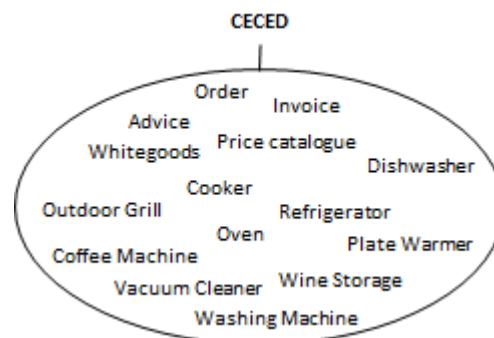 CECED
Order
Invoice
Advice
Price catalogue
Whitegoods
Dishwasher
Cooker
Outdoor Grill
Refrigerator
Oven
Plate Warmer
Coffee Machine
Wine Storage
Vacuum Cleaner
Washing Machine